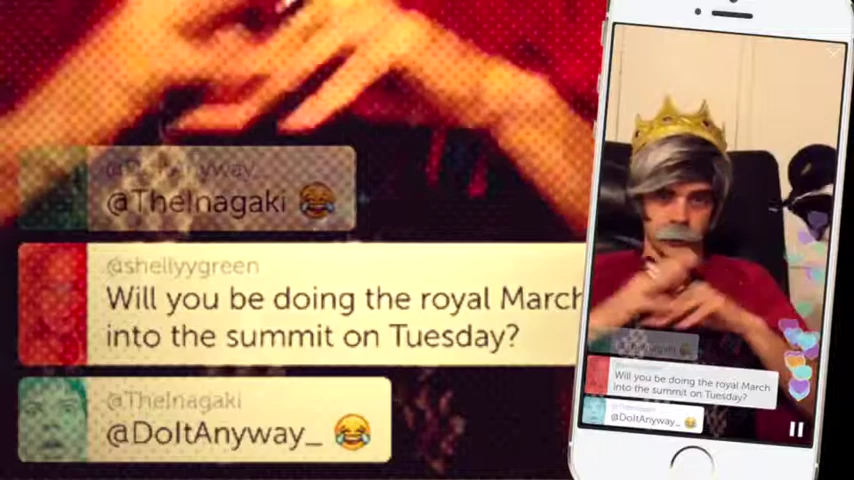 @DoItAnyway_
@TheInagaki 😂
@shellyygreen
Will you be doing the royal March
into the summit on Tuesday?
@TheInagaki
@DoItAnyway_ 😂
Will you be doing the royal March
into the summit on Tuesday?
@DoItAnyway_ 😂